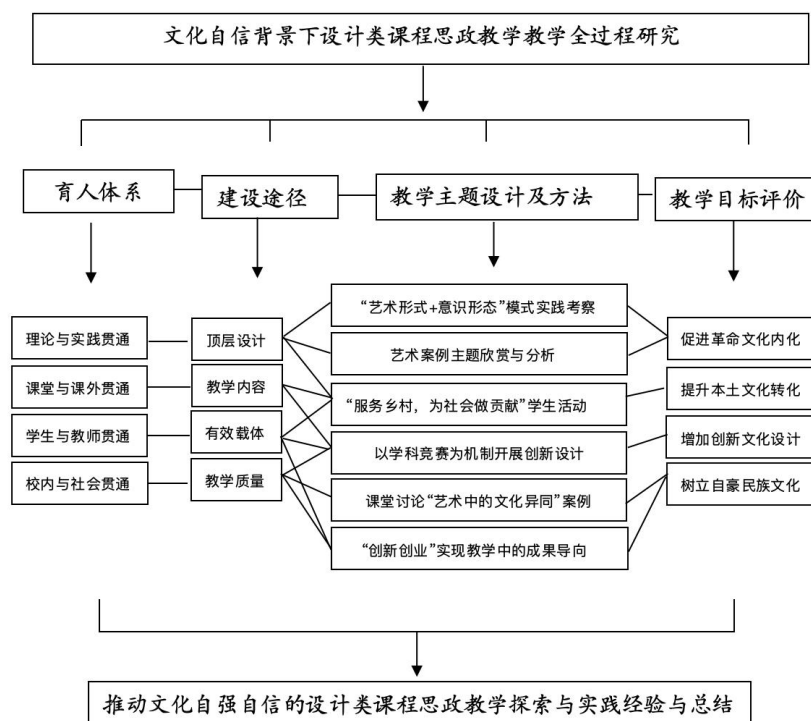 文化自信背景下设计类课程思政教学教学全过程研究
育人体系
建设途径
教学主题设计及方法
教学目标评价
理论与实践贯通
课堂与课外贯通
学生与教师贯通
校内与社会贯通
顶层设计
教学内容
有效载体
教学质量
“艺术形式+意识形态”模式实践考察
艺术案例主题欣赏与分析
“服务乡村，为社会做贡献”学生活动
以学科竞赛为机制开展创新设计
课堂讨论“艺术中的文化异同”案例
“创新创业”实现教学中的成果导向
促进革命文化内化
提升本土文化转化
增加创新文化设计
树立自豪民族文化
推动文化自强自信的设计类课程思政教学探索与实践经验与总结